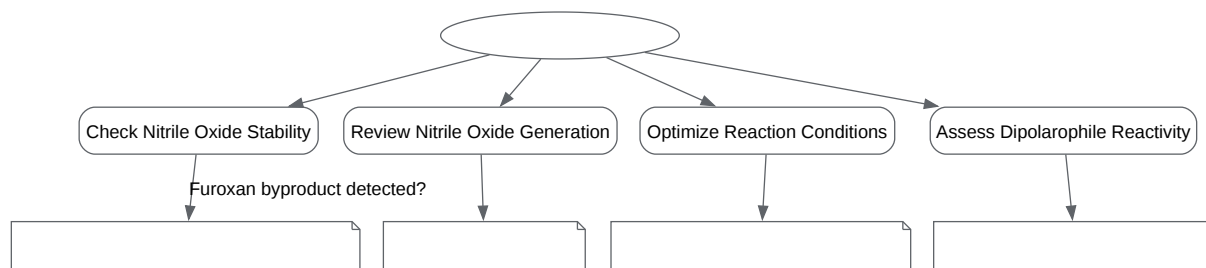 Check Nitrile Oxide Stability
Review Nitrile Oxide Generation
Optimize Reaction Conditions
Assess Dipolarophile Reactivity
Furoxan byproduct detected?